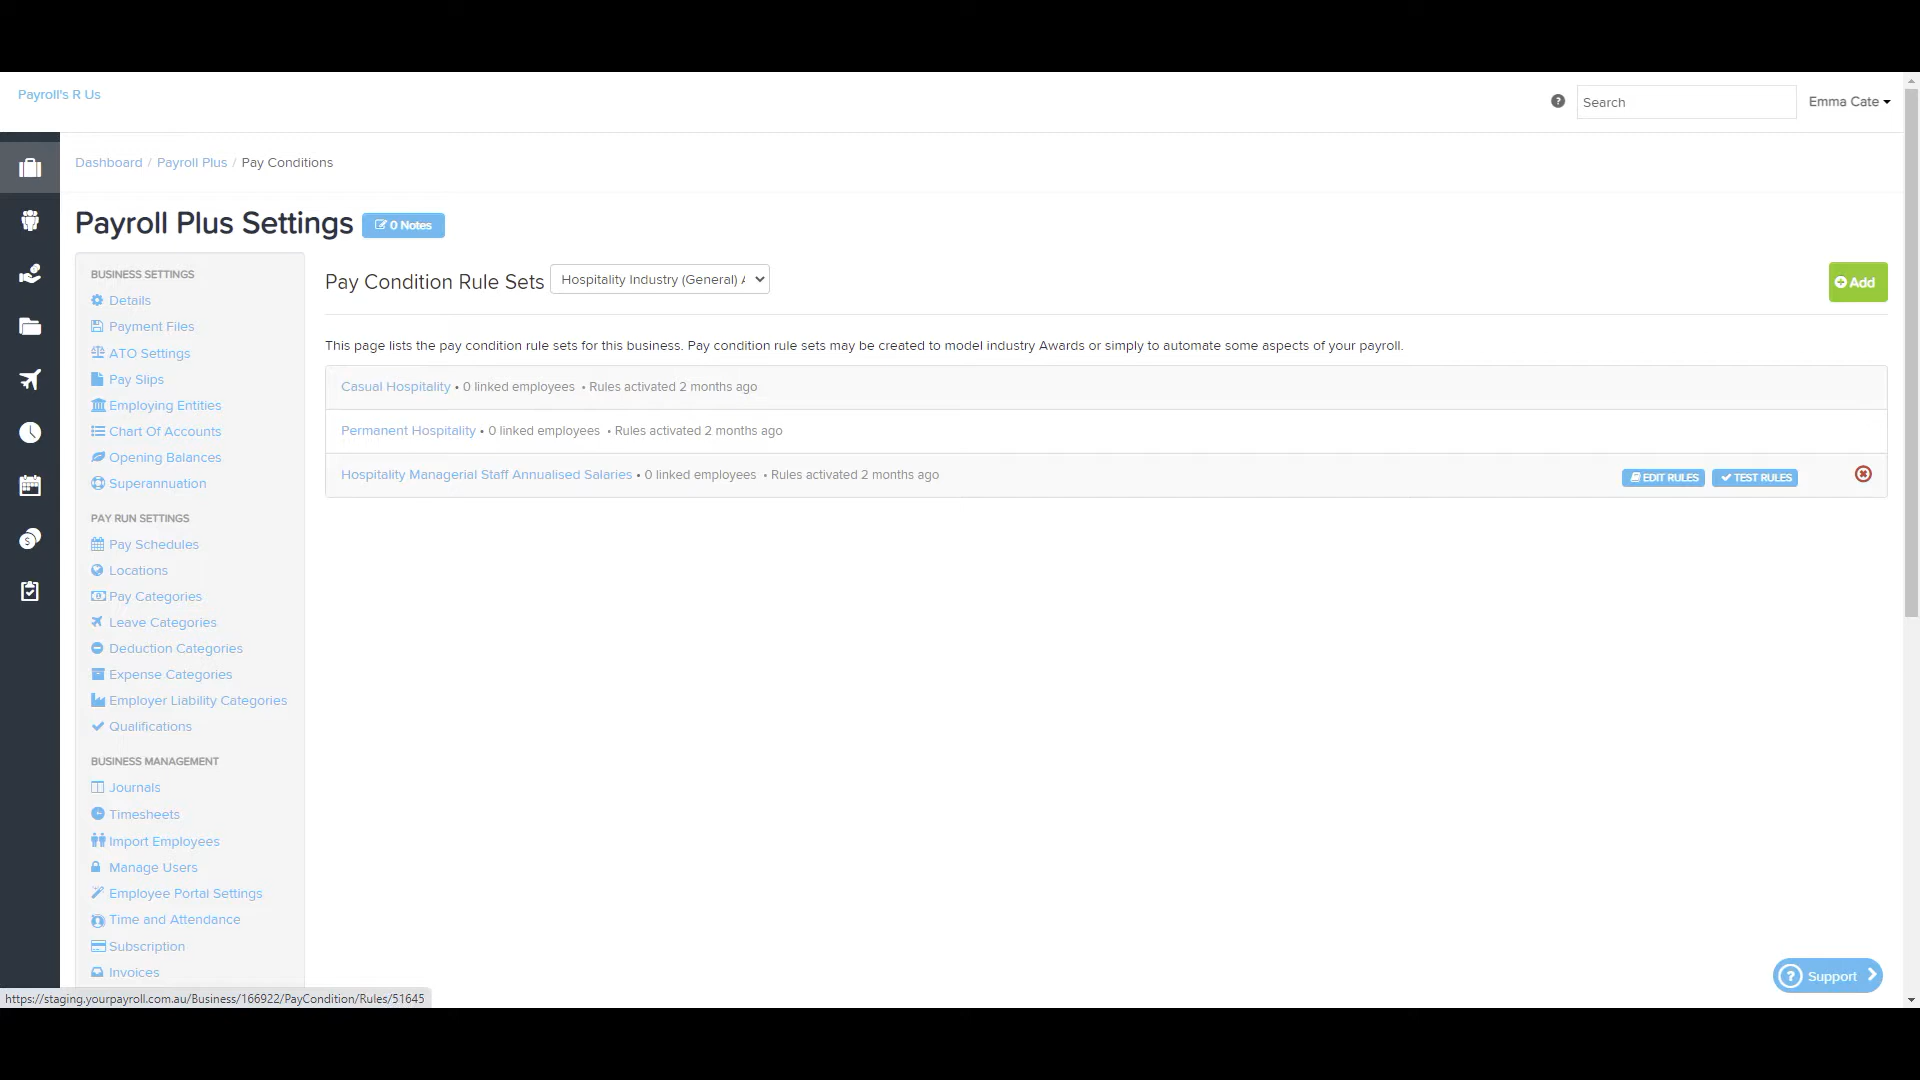 Payroll's R Us
Search
Emma Cate
Dashboard / Payroll Plus / Pay Conditions
Payroll Plus Settings
0 Notes
BUSINESS SETTINGS
Details
Payment Files
ATO Settings
Pay Slips
Employing Entities
Chart Of Accounts
Opening Balances
Superannuation
PAY RUN SETTINGS
Pay Schedules
Locations
Pay Categories
Leave Categories
Deduction Categories
Expense Categories
Employer Liability Categories
Qualifications
BUSINESS MANAGEMENT
Journals
Timesheets
Import Employees
Manage Users
Employee Portal Settings
Time and Attendance
Subscription
Invoices
Pay Condition Rule Sets
Hospitality Industry (General) A
Add
This page lists the pay condition rule sets for this business. Pay condition rule sets may be created to model industry Awards or simply to automate some aspects of your payroll.
Casual Hospitality • 0 linked employees • Rules activated 2 months ago
Permanent Hospitality • 0 linked employees • Rules activated 2 months ago
Hospitality Managerial Staff Annualised Salaries • 0 linked employees • Rules activated 2 months ago
EDIT RULES
TEST RULES
Support
https://staging.yourpayroll.com.au/Business/166922/PayCondition/Rules/51645